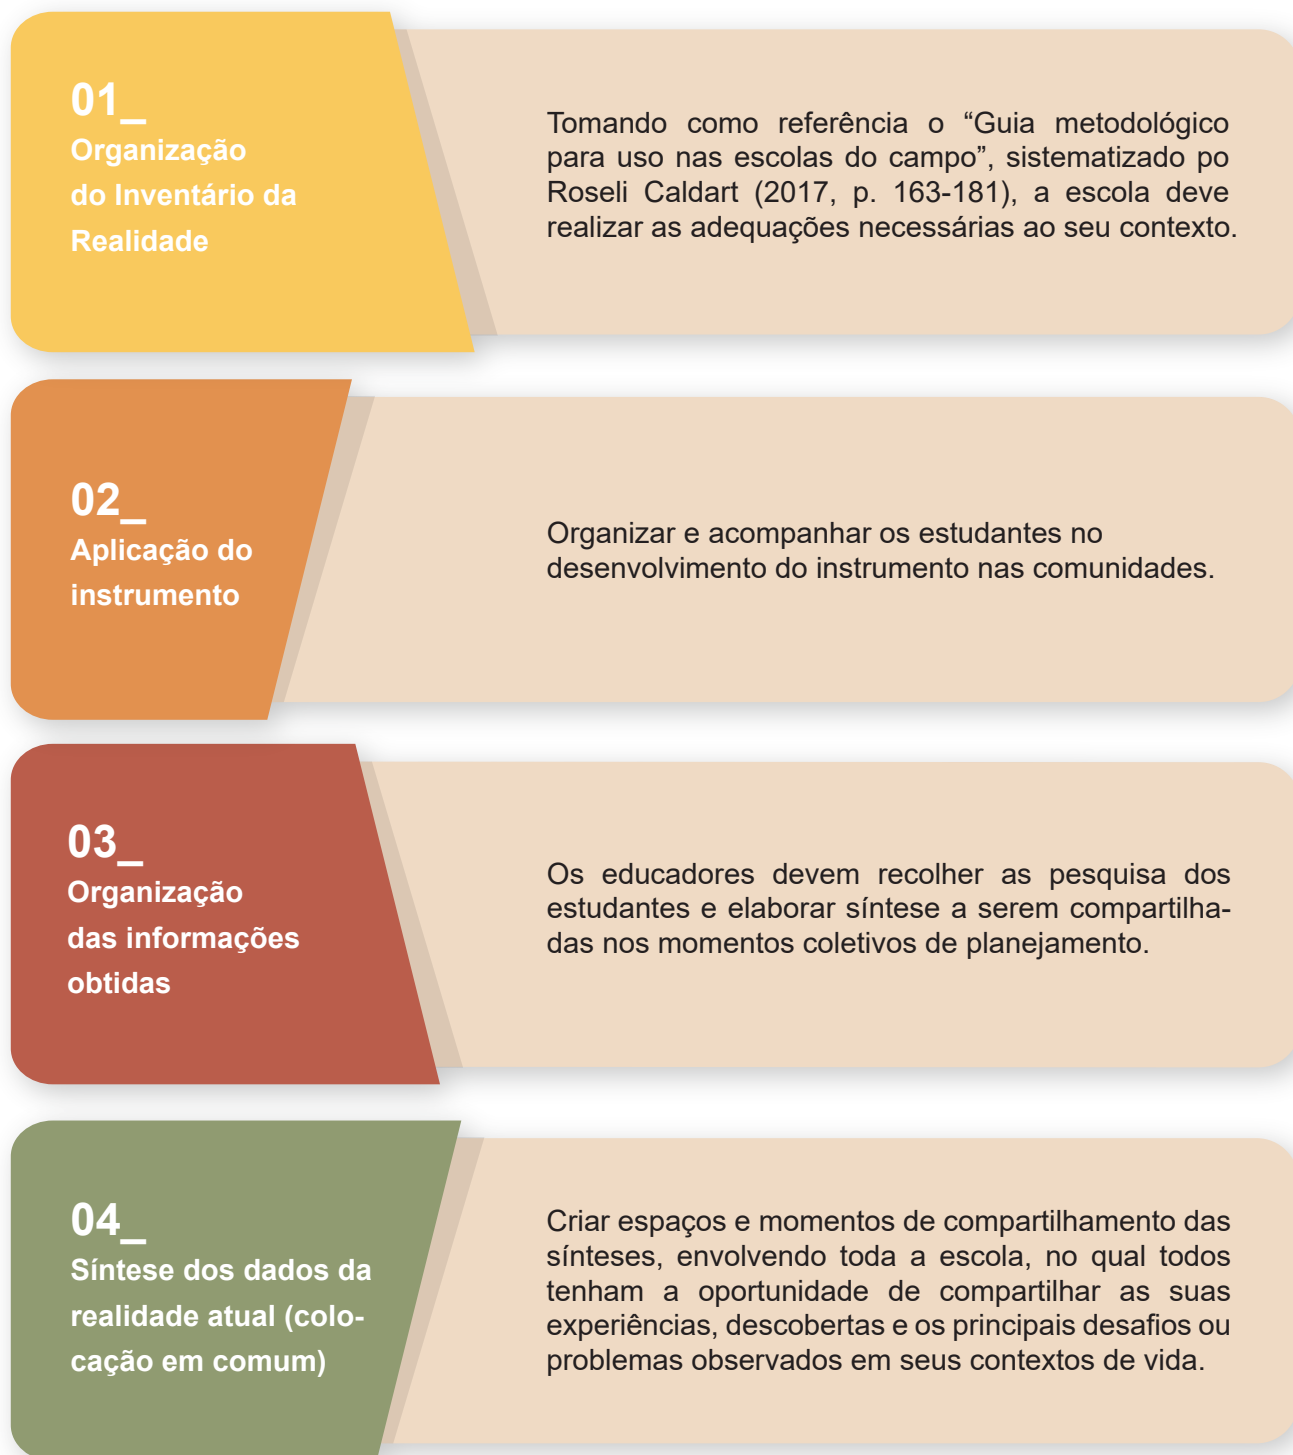 01_
Organização
do Inventário da
Realidade
Tomando como referência o “Guia metodológico
para uso nas escolas do campo”, sistematizado po
Roseli Caldart (2017, p. 163-181), a escola deve
realizar as adequações necessárias ao seu contexto.
02_
Aplicação do
instrumento
Organizar e acompanhar os estudantes no
desenvolvimento do instrumento nas comunidades.
03_
Organização
das informações
obtidas
Os educadores devem recolher as pesquisa dos
estudantes e elaborar síntese a serem compartilha-
das nos momentos coletivos de planejamento.
04_
Síntese dos dados da
realidade atual (colo-
cação em comum)
Criar espaços e momentos de compartilhamento das
sínteses, envolvendo toda a escola, no qual todos
tenham a oportunidade de compartilhar as suas
experiências, descobertas e os principais desafios ou
problemas observados em seus contextos de vida.